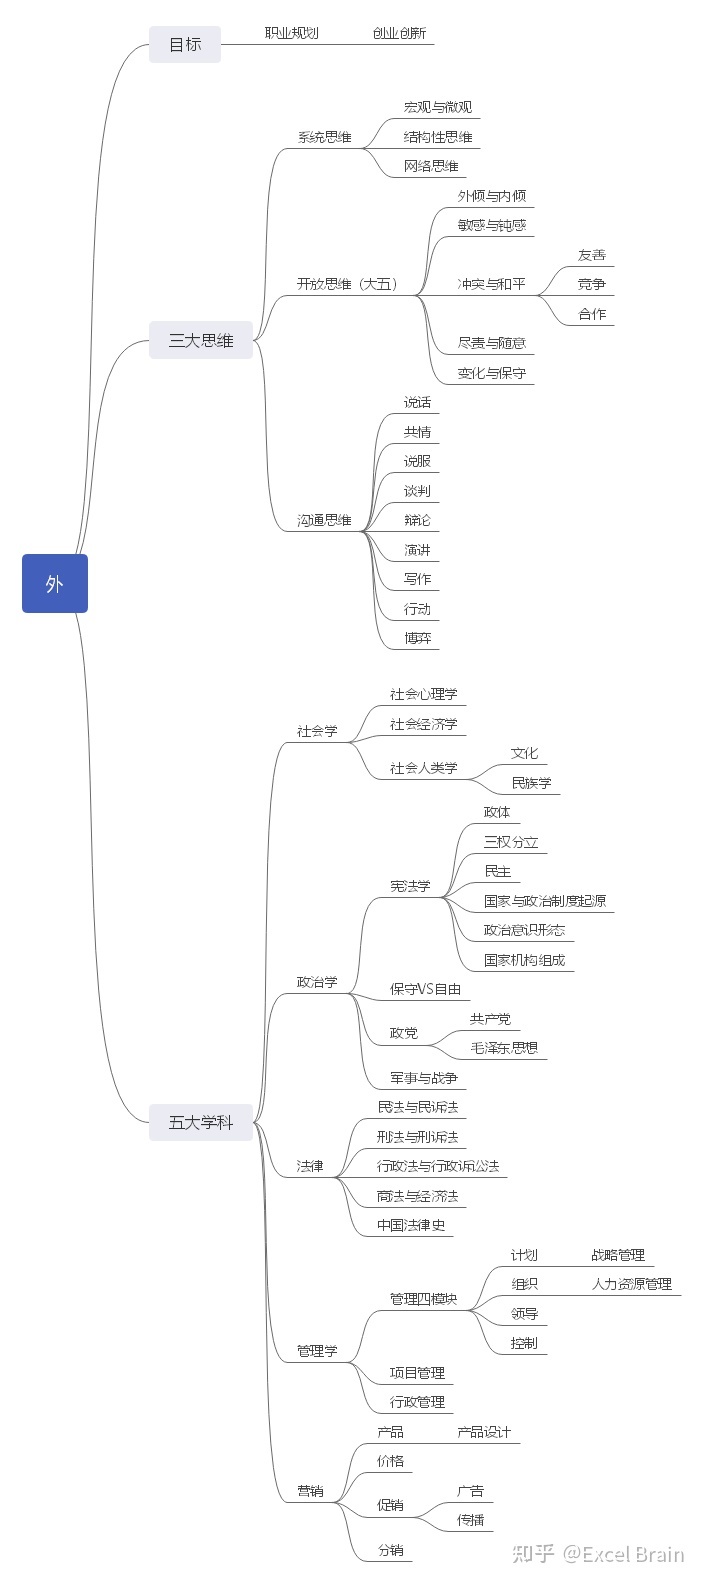 目标
职业规划
创业创新
外
三大思维
系统思维
宏观与微观
结构性思维
网络思维
开放思维（大五）
外倾与内倾
敏感与钝感
冲突与和平
友善
竞争
合作
尽责与随意
变化与保守
沟通思维
说话
共情
说服
谈判
辩论
演讲
写作
行动
博弈
五大学科
社会学
社会心理学
社会经济学
社会人类学
文化
民族学
政治学
宪法学
政体
三权分立
民主
国家与政治制度起源
政治意识形态
国家机构组成
保守VS自由
政党
共产党
毛泽东思想
军事与战争
法律
民法与民诉法
刑法与刑诉法
行政法与行政诉讼法
商法与经济法
中国法律史
管理学
管理四模块
计划
战略管理
组织
人力资源管理
领导
控制
项目管理
行政管理
营销
产品
产品设计
价格
促销
广告
传播
分销
知乎 @Excel Brain